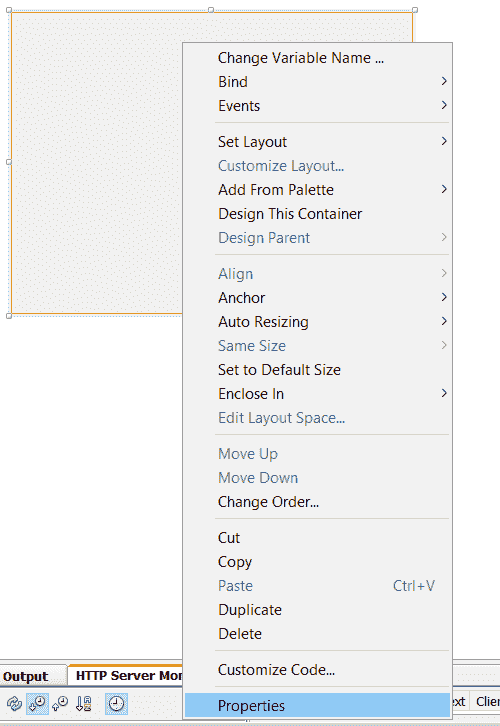 Change Variable Name ...
Bind
Events
Set Layout
Customize Layout...
Add From Palette
Design This Container
Design Parent
Align
Anchor
Auto Resizing
Same Size
Set to Default Size
Enclose In
Edit Layout Space...
Move Up
Move Down
Change Order...
Cut
Copy
Paste Ctrl+V
Duplicate
Delete
Customize Code...
Properties
Output HTTP Server Mon
ext Clien